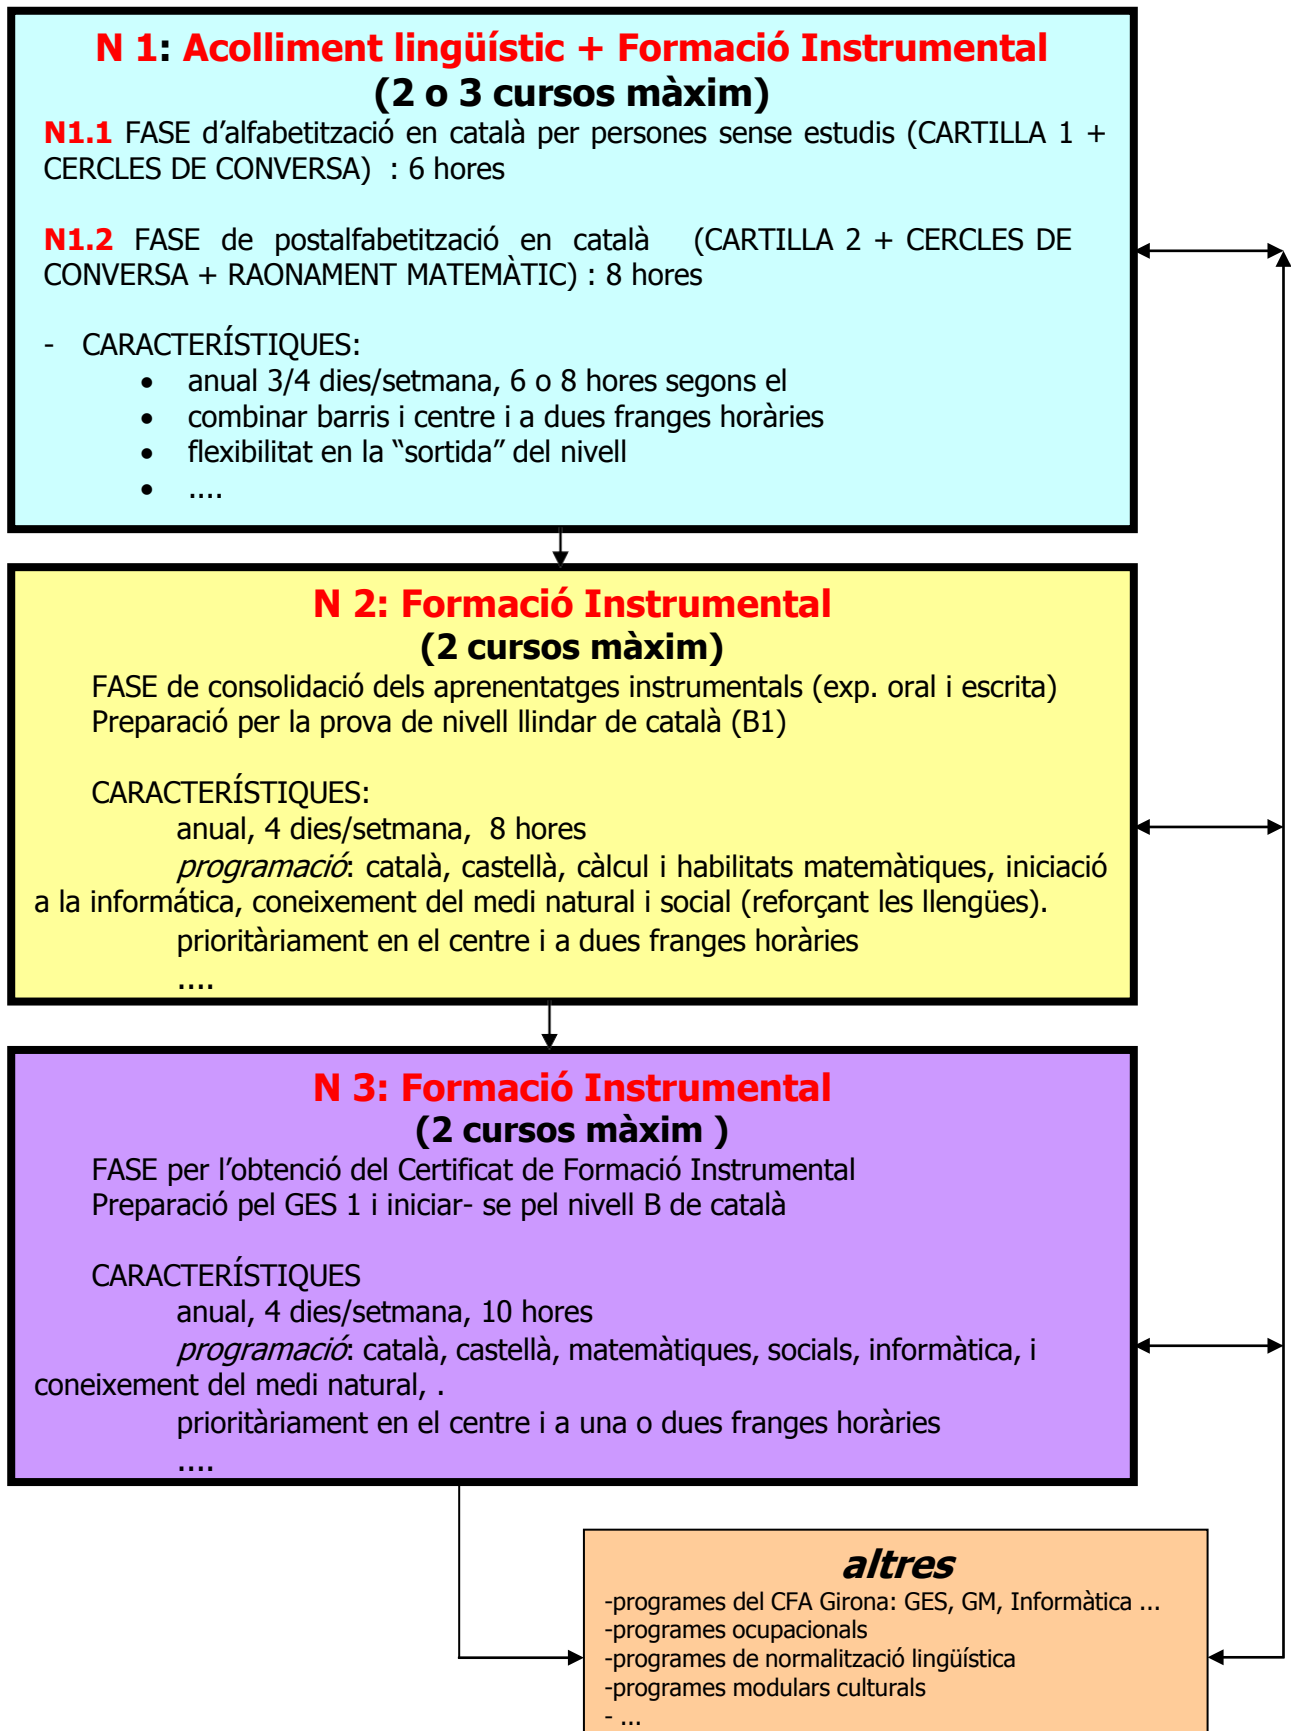 N 1: Acolliment lingüístic + Formació Instrumental
(2 o 3 cursos màxim)
N1.1 FASE d’alfabetització en català per persones sense estudis (CARTILLA 1 +
CERCLES DE CONVERSA) : 6 hores
N1.2 FASE de postalfabetització en català (CARTILLA 2 + CERCLES DE
CONVERSA + RAONAMENT MATEMÀTIC) : 8 hores
- CARACTERÍSTIQUES:
• anual 3/4 dies/setmana, 6 o 8 hores segons el
• combinar barris i centre i a dues franges horàries
• flexibilitat en la “sortida” del nivell
• ....
N 2: Formació Instrumental
(2 cursos màxim)
FASE de consolidació dels aprenentatges instrumentals (exp. oral i escrita)
Preparació per la prova de nivell llindar de català (B1)
CARACTERÍSTIQUES:
anual, 4 dies/setmana, 8 hores
programació: català, castellà, càlcul i habilitats matemàtiques, iniciació
a la informática, coneixement del medi natural i social (reforçant les llengües).
prioritàriament en el centre i a dues franges horàries
....
N 3: Formació Instrumental
(2 cursos màxim )
FASE per l’obtenció del Certificat de Formació Instrumental
Preparació pel GES 1 i iniciar- se pel nivell B de català
CARACTERÍSTIQUES
anual, 4 dies/setmana, 10 hores
programació: català, castellà, matemàtiques, socials, informàtica, i
coneixement del medi natural, .
prioritàriament en el centre i a una o dues franges horàries
....
altres
-programes del CFA Girona: GES, GM, Informàtica ...
-programes ocupacionals
-programes de normalització lingüística
-programes modulars culturals
- ...